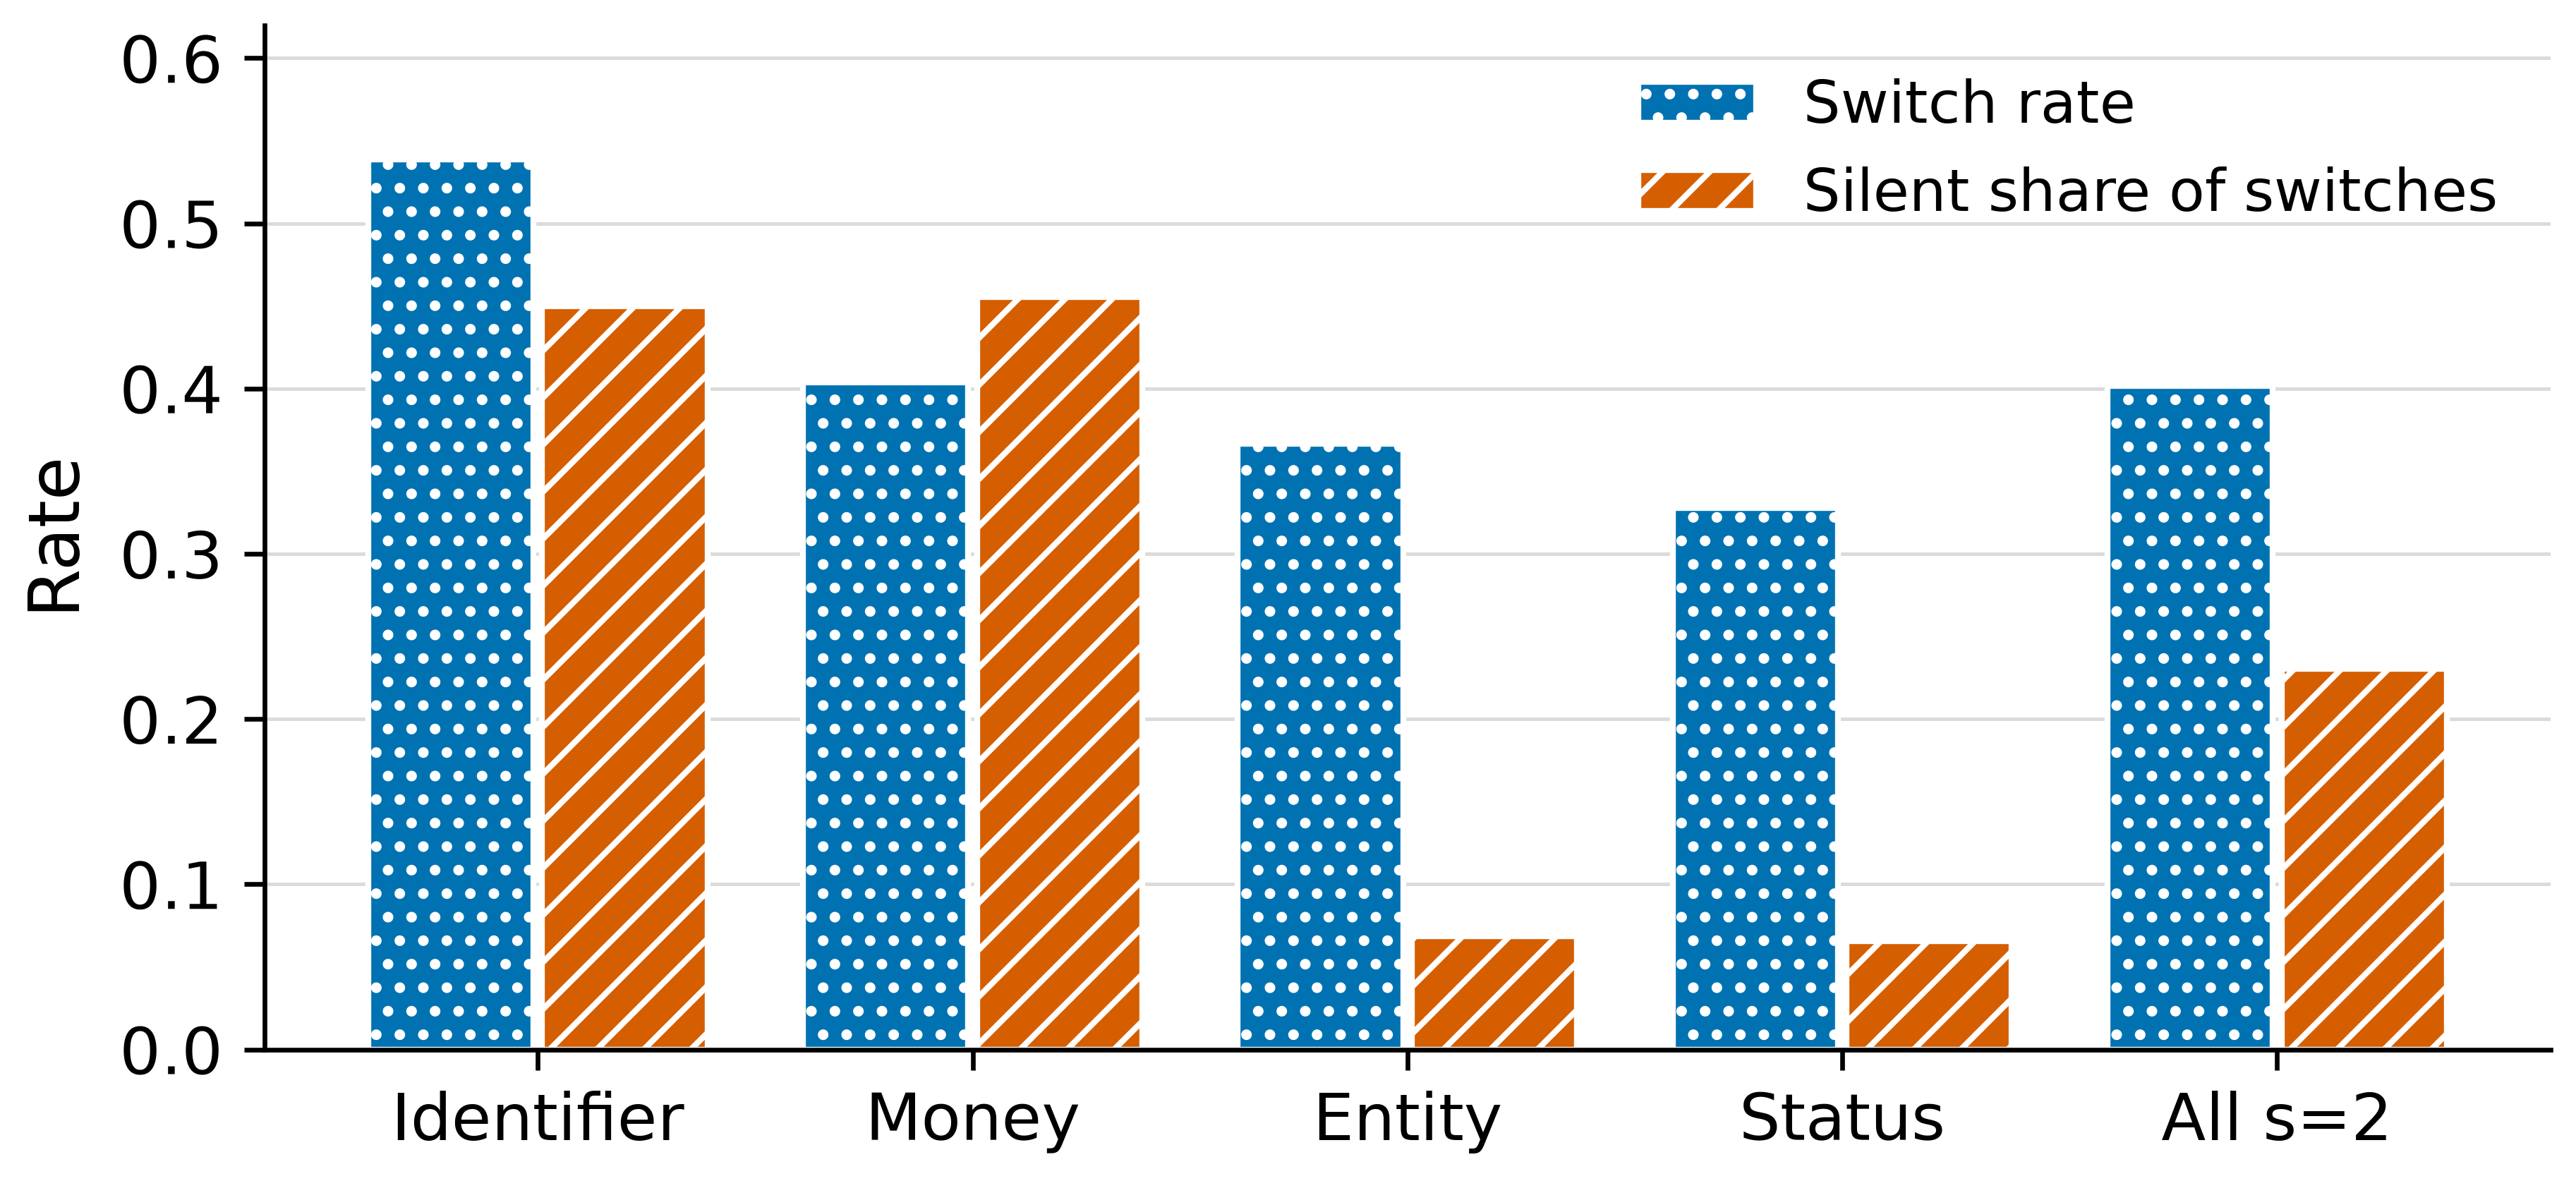 0.6
0.5
0.4
0.3
0.2
0.1
0.0
Rate
Switch rate
Silent share of switches
Identifier
Money
Entity
Status
All s=2